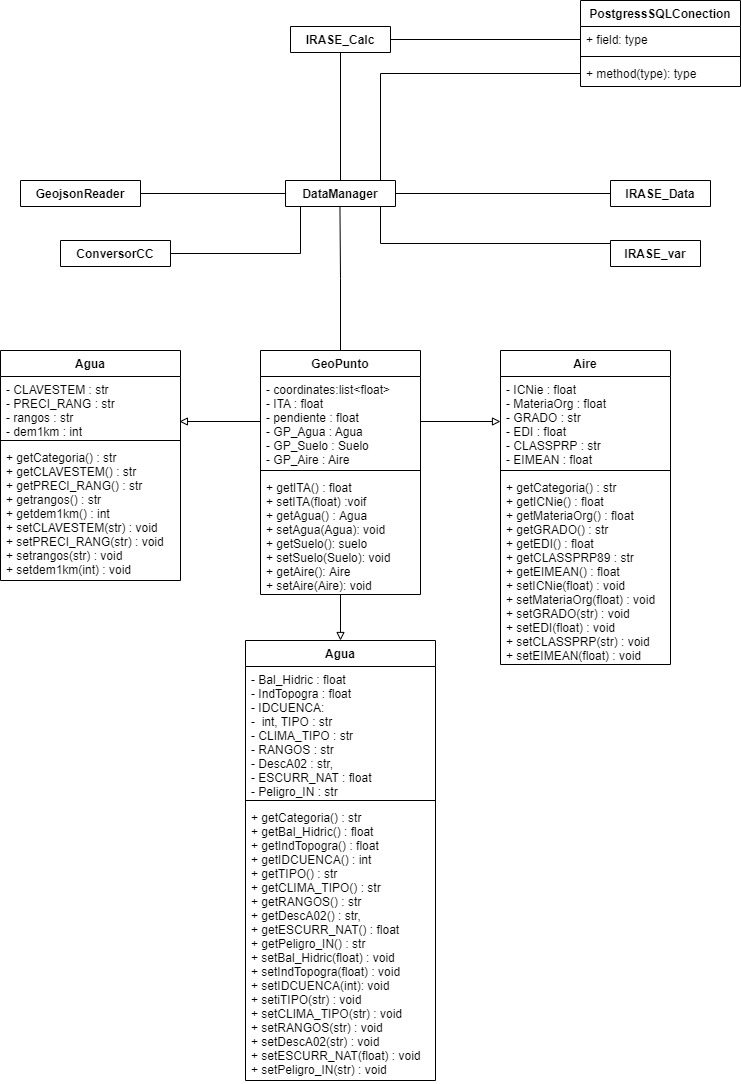 PostgressSQLConection
+ field: type
+ method(type): type
IRASE_Calc
GeojsonReader
DataManager
IRASE_Data
ConversorCC
IRASE_var
Agua
- CLAVESTEM : str
- PRECI_RANG : str
- rangos : str
- dem1km : int
+ getCategoria() : str
+ getCLAVESTEM() : str
+ getPRECI_RANG() : str
+ getrangos() : str
+ getdem1km() : int
+ setCLAVESTEM(str) : void
+ setPRECI_RANG(str) : void
+ setrangos(str) : void
+ setdem1km(int) : void
GeoPunto
- coordinates:list<float>
- ITA : float
- pendiente : float
- GP_Agua : Agua
- GP_Suelo : Suelo
- GP_Aire : Aire
+ getITA() : float
+ setITA(float) :voif
+ getAgua() : Agua
+ setAgua(Agua): void
+ getSuelo(): suelo
+ setSuelo(Suelo): void
+ getAire(): Aire
+ setAire(Aire): void
Aire
- ICNie : float
- MateriaOrg : float
- GRADO : str
- EDI : float
- CLASSPRP : str
- EIMEAN : float
+ getCategoria() : str
+ getICNie() : float
+ getMateriaOrg() : float
+ getGRADO() : str
+ getEDI() : float
+ getCLASSPRP89 : str
+ getEIMEAN() : float
+ setICNie(float) : void
+ setMateriaOrg(float) : void
+ setGRADO(str) : void
+ setEDI(float) : void
+ setCLASSPRP(str) : void
+ setEIMEAN(float) : void
Agua
- Bal_Hidric : float
- IndTopogra : float
- IDCUENCA:
-  int, TIPO : str
- CLIMA_TIPO : str
- RANGOS : str
- DescA02 : str,
- ESCURR_NAT : float
- Peligro_IN : str
+ getCategoria() : str
+ getBal_Hidric() : float
+ getIndTopogra() : float
+ getIDCUENCA() : int
+ getTIPO() : str
+ getCLIMA_TIPO() : str
+ getRANGOS() : str
+ getDescA02() : str,
+ getESCURR_NAT() : float
+ getPeligro_IN() : str
+ setBal_Hidric(float) : void
+ setIndTopogra(float) : void
+ setIDCUENCA(int): void
+ setiTIPO(str) : void
+ setCLIMA_TIPO(str) : void
+ setRANGOS(str) : void
+ setDescA02(str) : void
+ setESCURR_NAT(float) : void
+ setPeligro_IN(str) : void